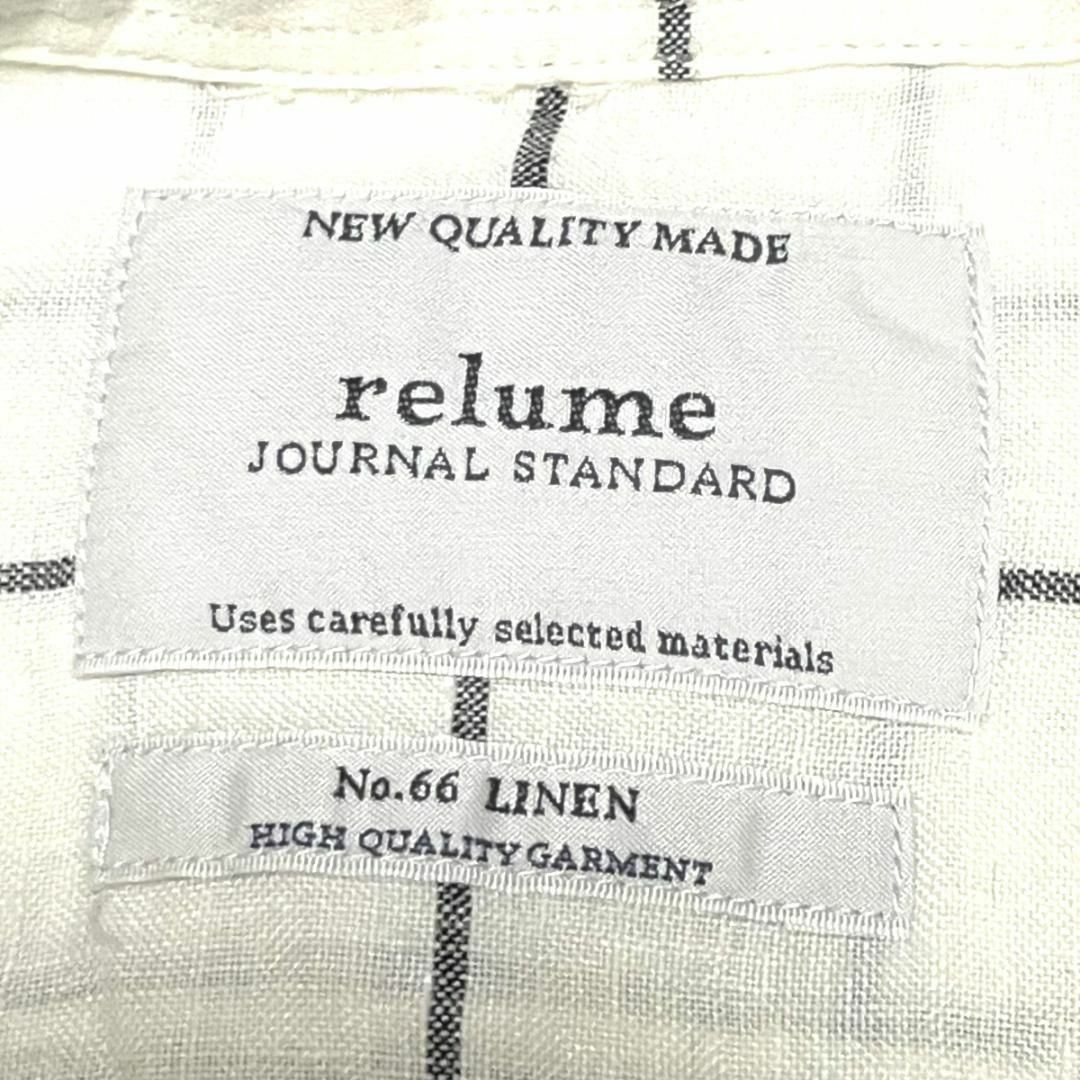 NEW QUALITY MADE
relume
JOURNAL STANDARD
Uses carefully selected materials
No.66 LINEN
HIGH QUALITY GARMENT